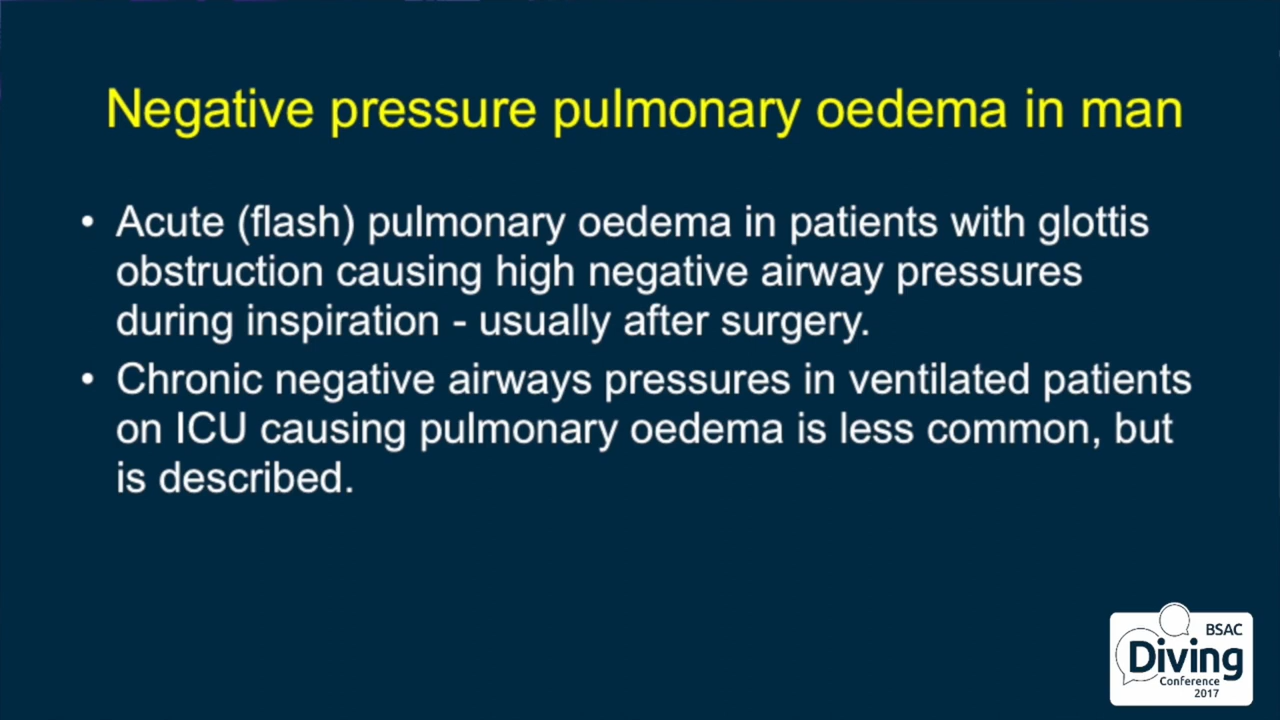 Negative pressure pulmonary oedema in man
• Acute (flash) pulmonary oedema in patients with glottis
obstruction causing high negative airway pressures
during inspiration - usually after surgery.
• Chronic negative airways pressures in ventilated patients
on ICU causing pulmonary oedema is less common, but
is described.
BSAC
Diving
Conference
2017